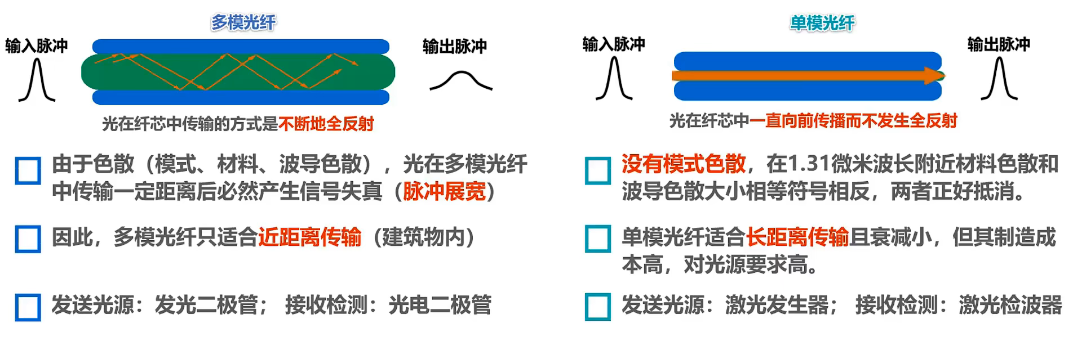 多模光纤
输入脉冲
输出脉冲
光在纤芯中传输的方式是不断地全反射
由于色散（模式、材料、波导色散），光在多模光纤
中传输一定距离后必然产生信号失真（脉冲展宽）
因此，多模光纤只适合近距离传输（建筑物内）
发送光源：发光二极管； 接收检测：光电二极管
单模光纤
输入脉冲
输出脉冲
光在纤芯中一直向前传播而不发生全反射
没有模式色散，在1.31微米波长附近材料色散和
波导色散大小相等符号相反，两者正好抵消。
单模光纤适合长距离传输且衰减小，但其制造成
本高，对光源要求高。
发送光源：激光发生器； 接收检测：激光检波器